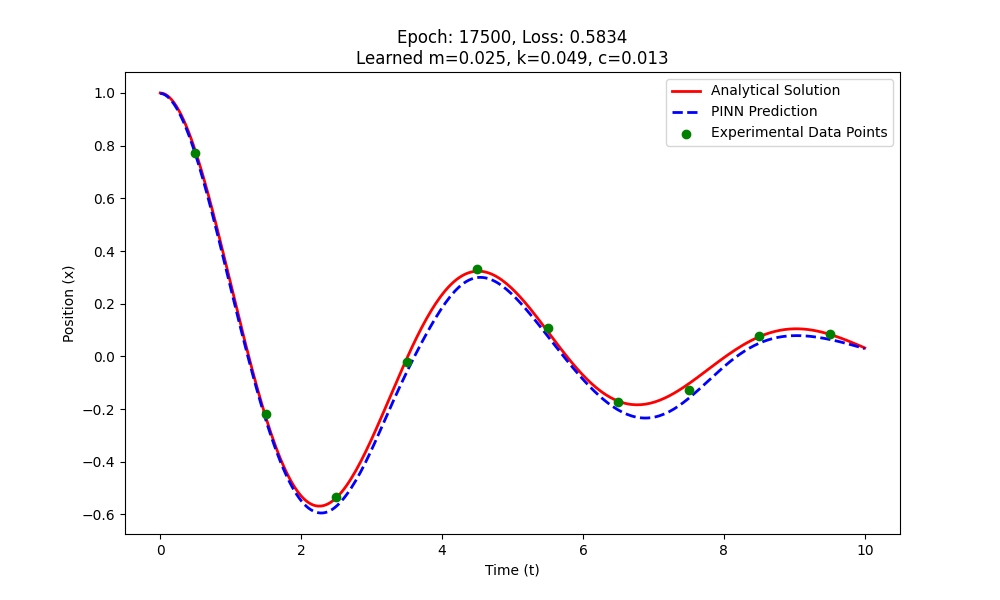 Epoch: 17500, Loss: 0.5834
Learned m=0.025, k=0.049, c=0.013
Analytical Solution
PINN Prediction
Experimental Data Points
Position (x)
1.0
0.8
0.6
0.4
0.2
0.0
−0.2
−0.4
−0.6
0 2 4 6 8 10
Time (t)